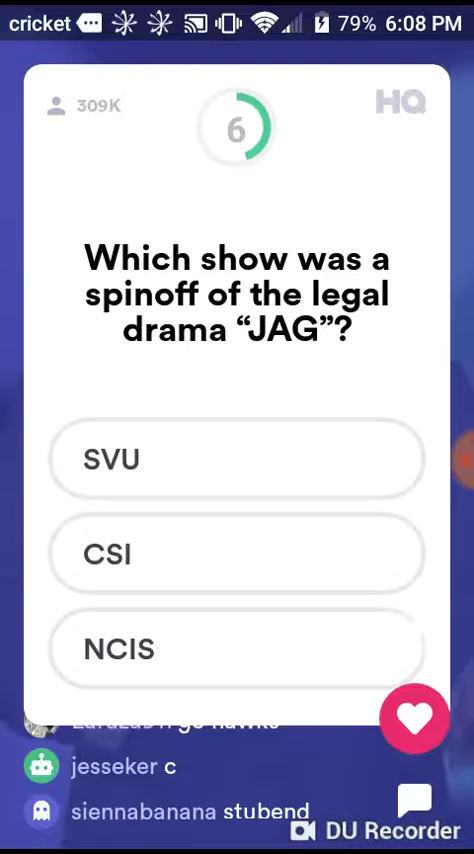 cricket 79% 6:08 PM
309K
HQ
6
Which show was a
spinoff of the legal
drama “JAG”?
SVU
CSI
NCIS
jesseker c
siennabanana stubend
DU Recorder